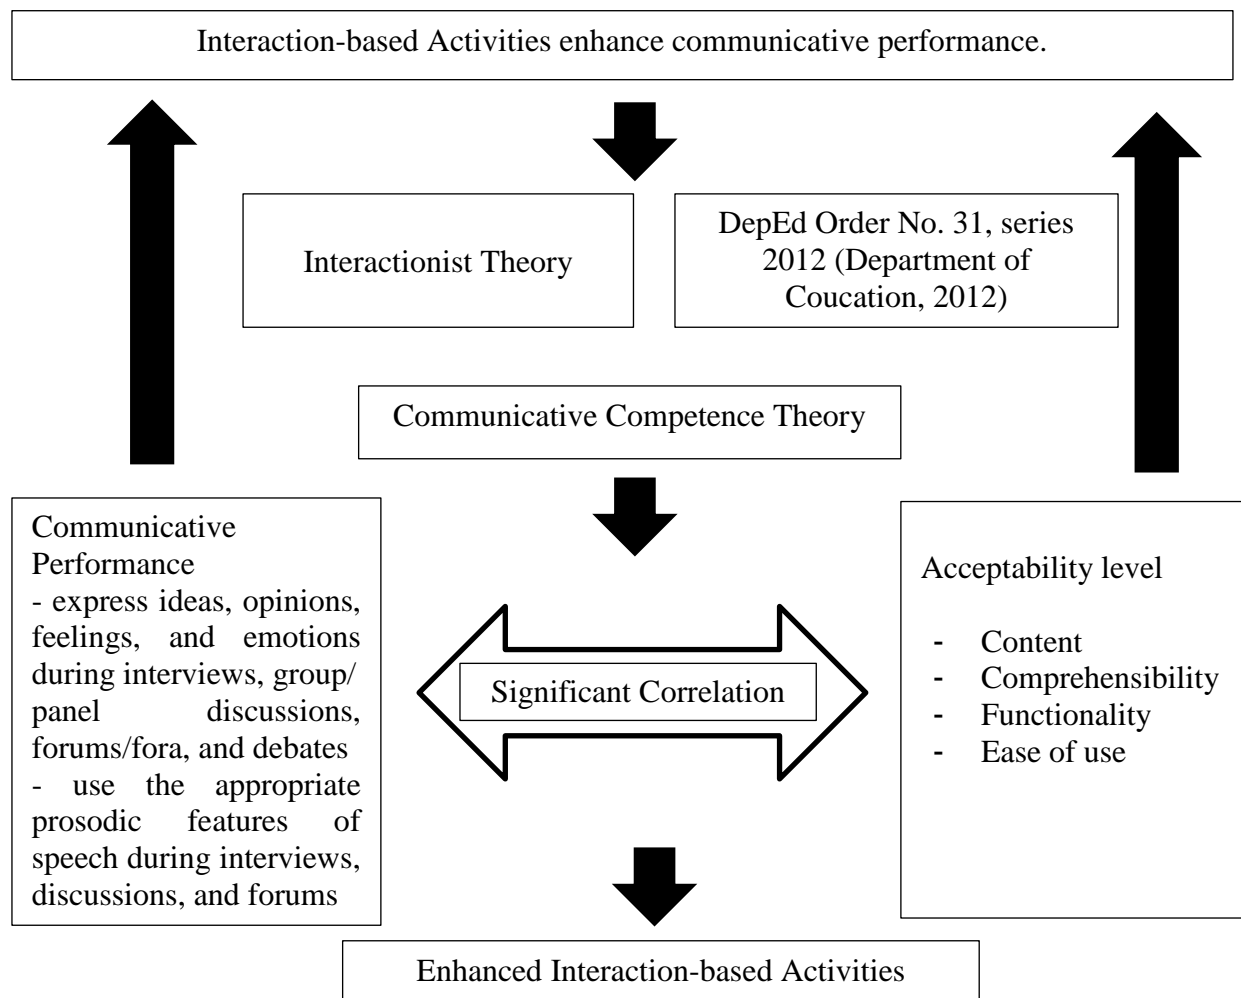 Interaction-based Activities enhance communicative performance.
Interactionist Theory
DepEd Order No. 31, series
2012 (Department of
Coucation, 2012)
Communicative Competence Theory
Communicative
Performance
- express ideas, opinions,
feelings, and emotions
during interviews, group/
panel discussions,
forums/fora, and debates
- use the appropriate
prosodic features of
speech during interviews,
discussions, and forums
Significant Correlation
Acceptability level
- Content
- Comprehensibility
- Functionality
- Ease of use
Enhanced Interaction-based Activities